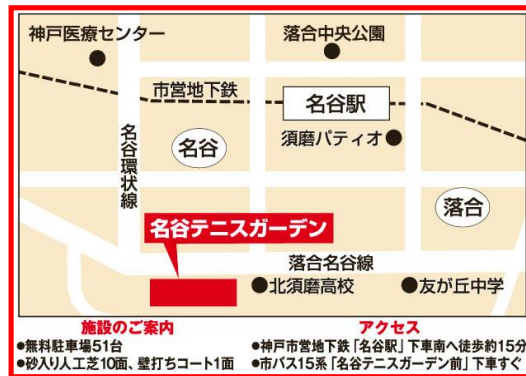 神戸医療センター
落合中央公園
市営地下鉄
名谷駅
名谷環状線
名谷
須磨パティオ
落合
名谷テニスガーデン
落合名谷線
北須磨高校
友が丘中学
施設のご案内
●無料駐車場51台
●砂入り人工芝10面、壁打ちコート1面
アクセス
●神戸市営地下鉄「名谷駅」下車南へ徒歩約15分
●市バス15系「名谷テニスガーデン前」下車すぐ